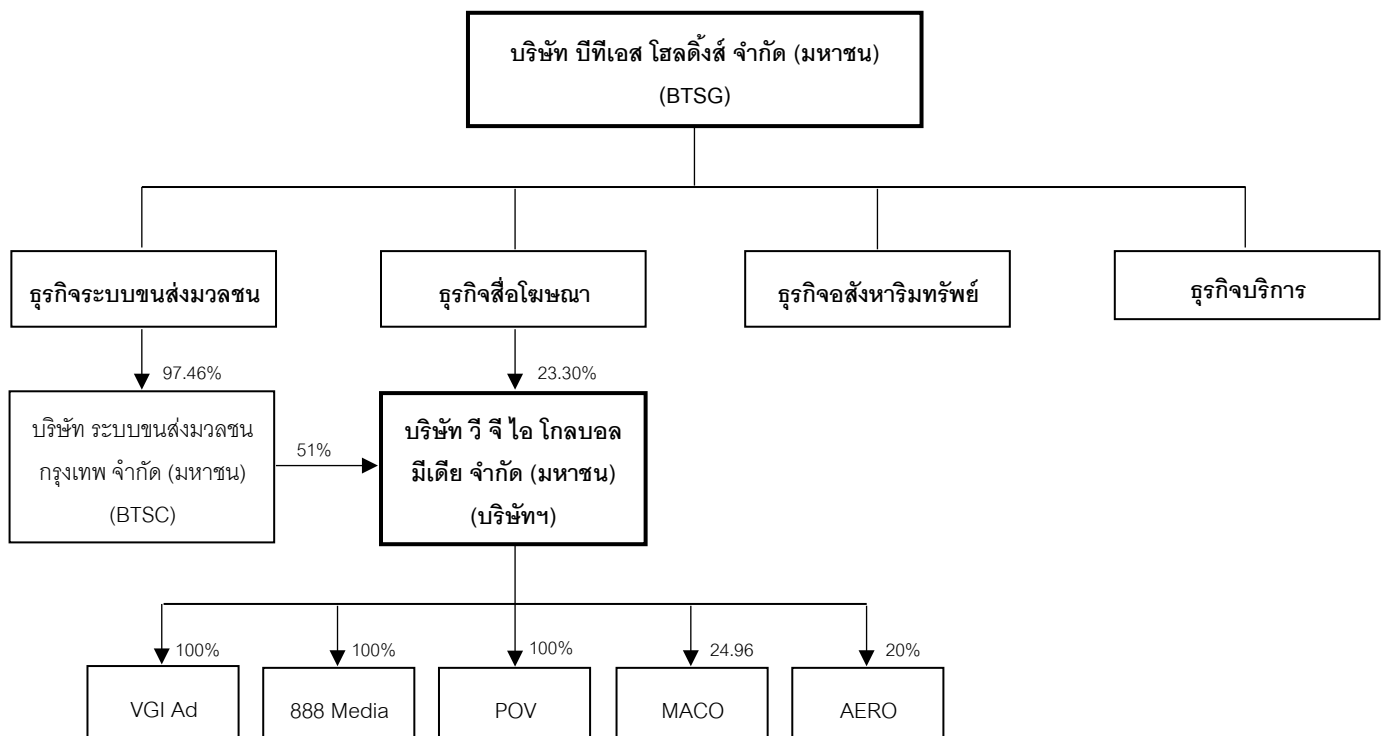 บริษัท บีทีเอส โฮลดิ้งส์ จำกัด (มหาชน)
(BTSG)
ธุรกิจระบบขนส่งมวลชน
ธุรกิจสื่อโฆษณา
ธุรกิจอสังหาริมทรัพย์
ธุรกิจบริการ
97.46%
23.30%
บริษัท ระบบขนส่งมวลชน
กรุงเทพ จำกัด (มหาชน)
(BTSC)
51%
บริษัท วี จี ไอ โกลบอล
มีเดีย จำกัด (มหาชน)
(บริษัทฯ)
100%
100%
100%
24.96
20%
VGI Ad
888 Media
POV
MACO
AERO